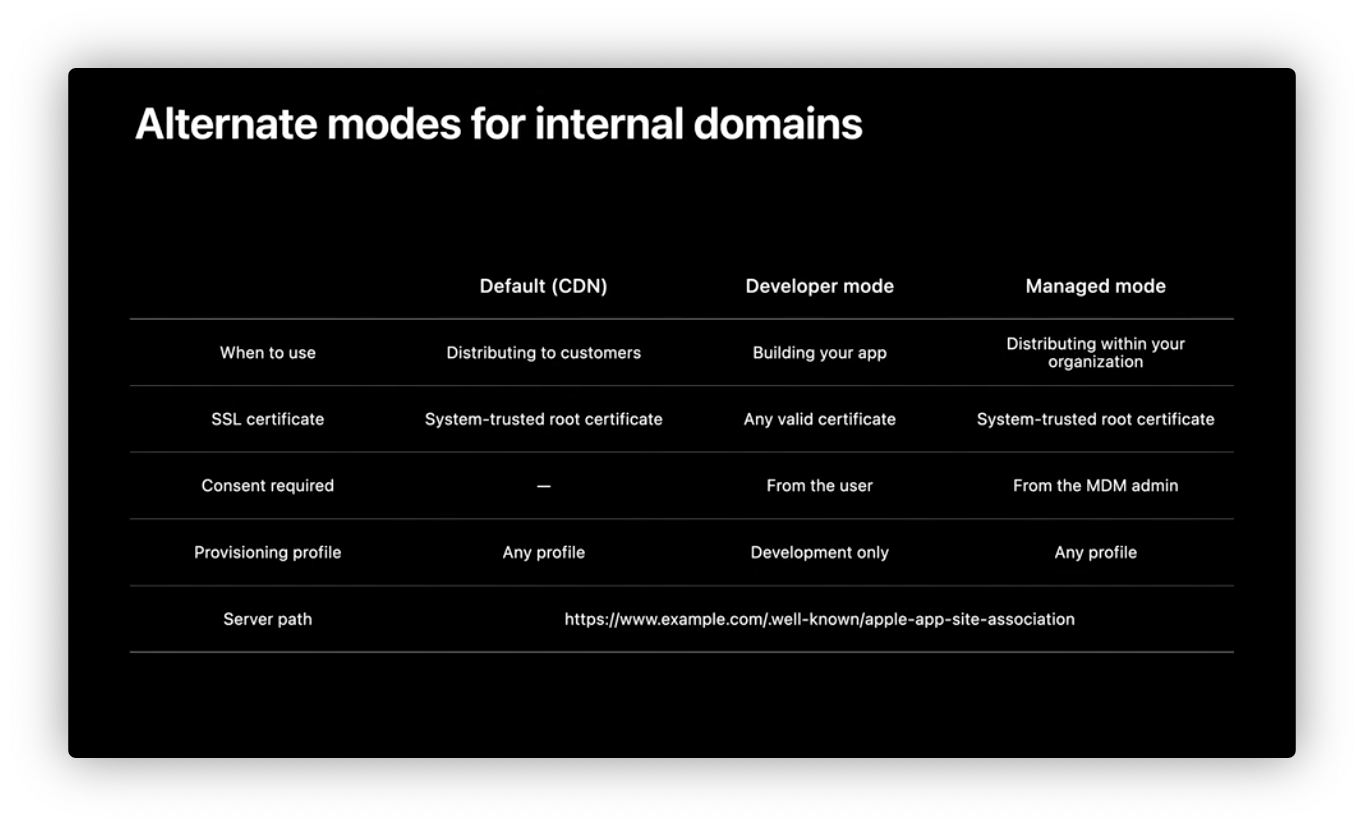 Alternate modes for internal domains
Default (CDN) Developer mode Managed mode
When to use Distributing to customers Building your app Distributing within your
organization
SSL certificate System-trusted root certificate Any valid certificate System-trusted root certificate
Consent required — From the user From the MDM admin
Provisioning profile Any profile Development only Any profile
Server path https://www.example.com/.well-known/apple-app-site-association